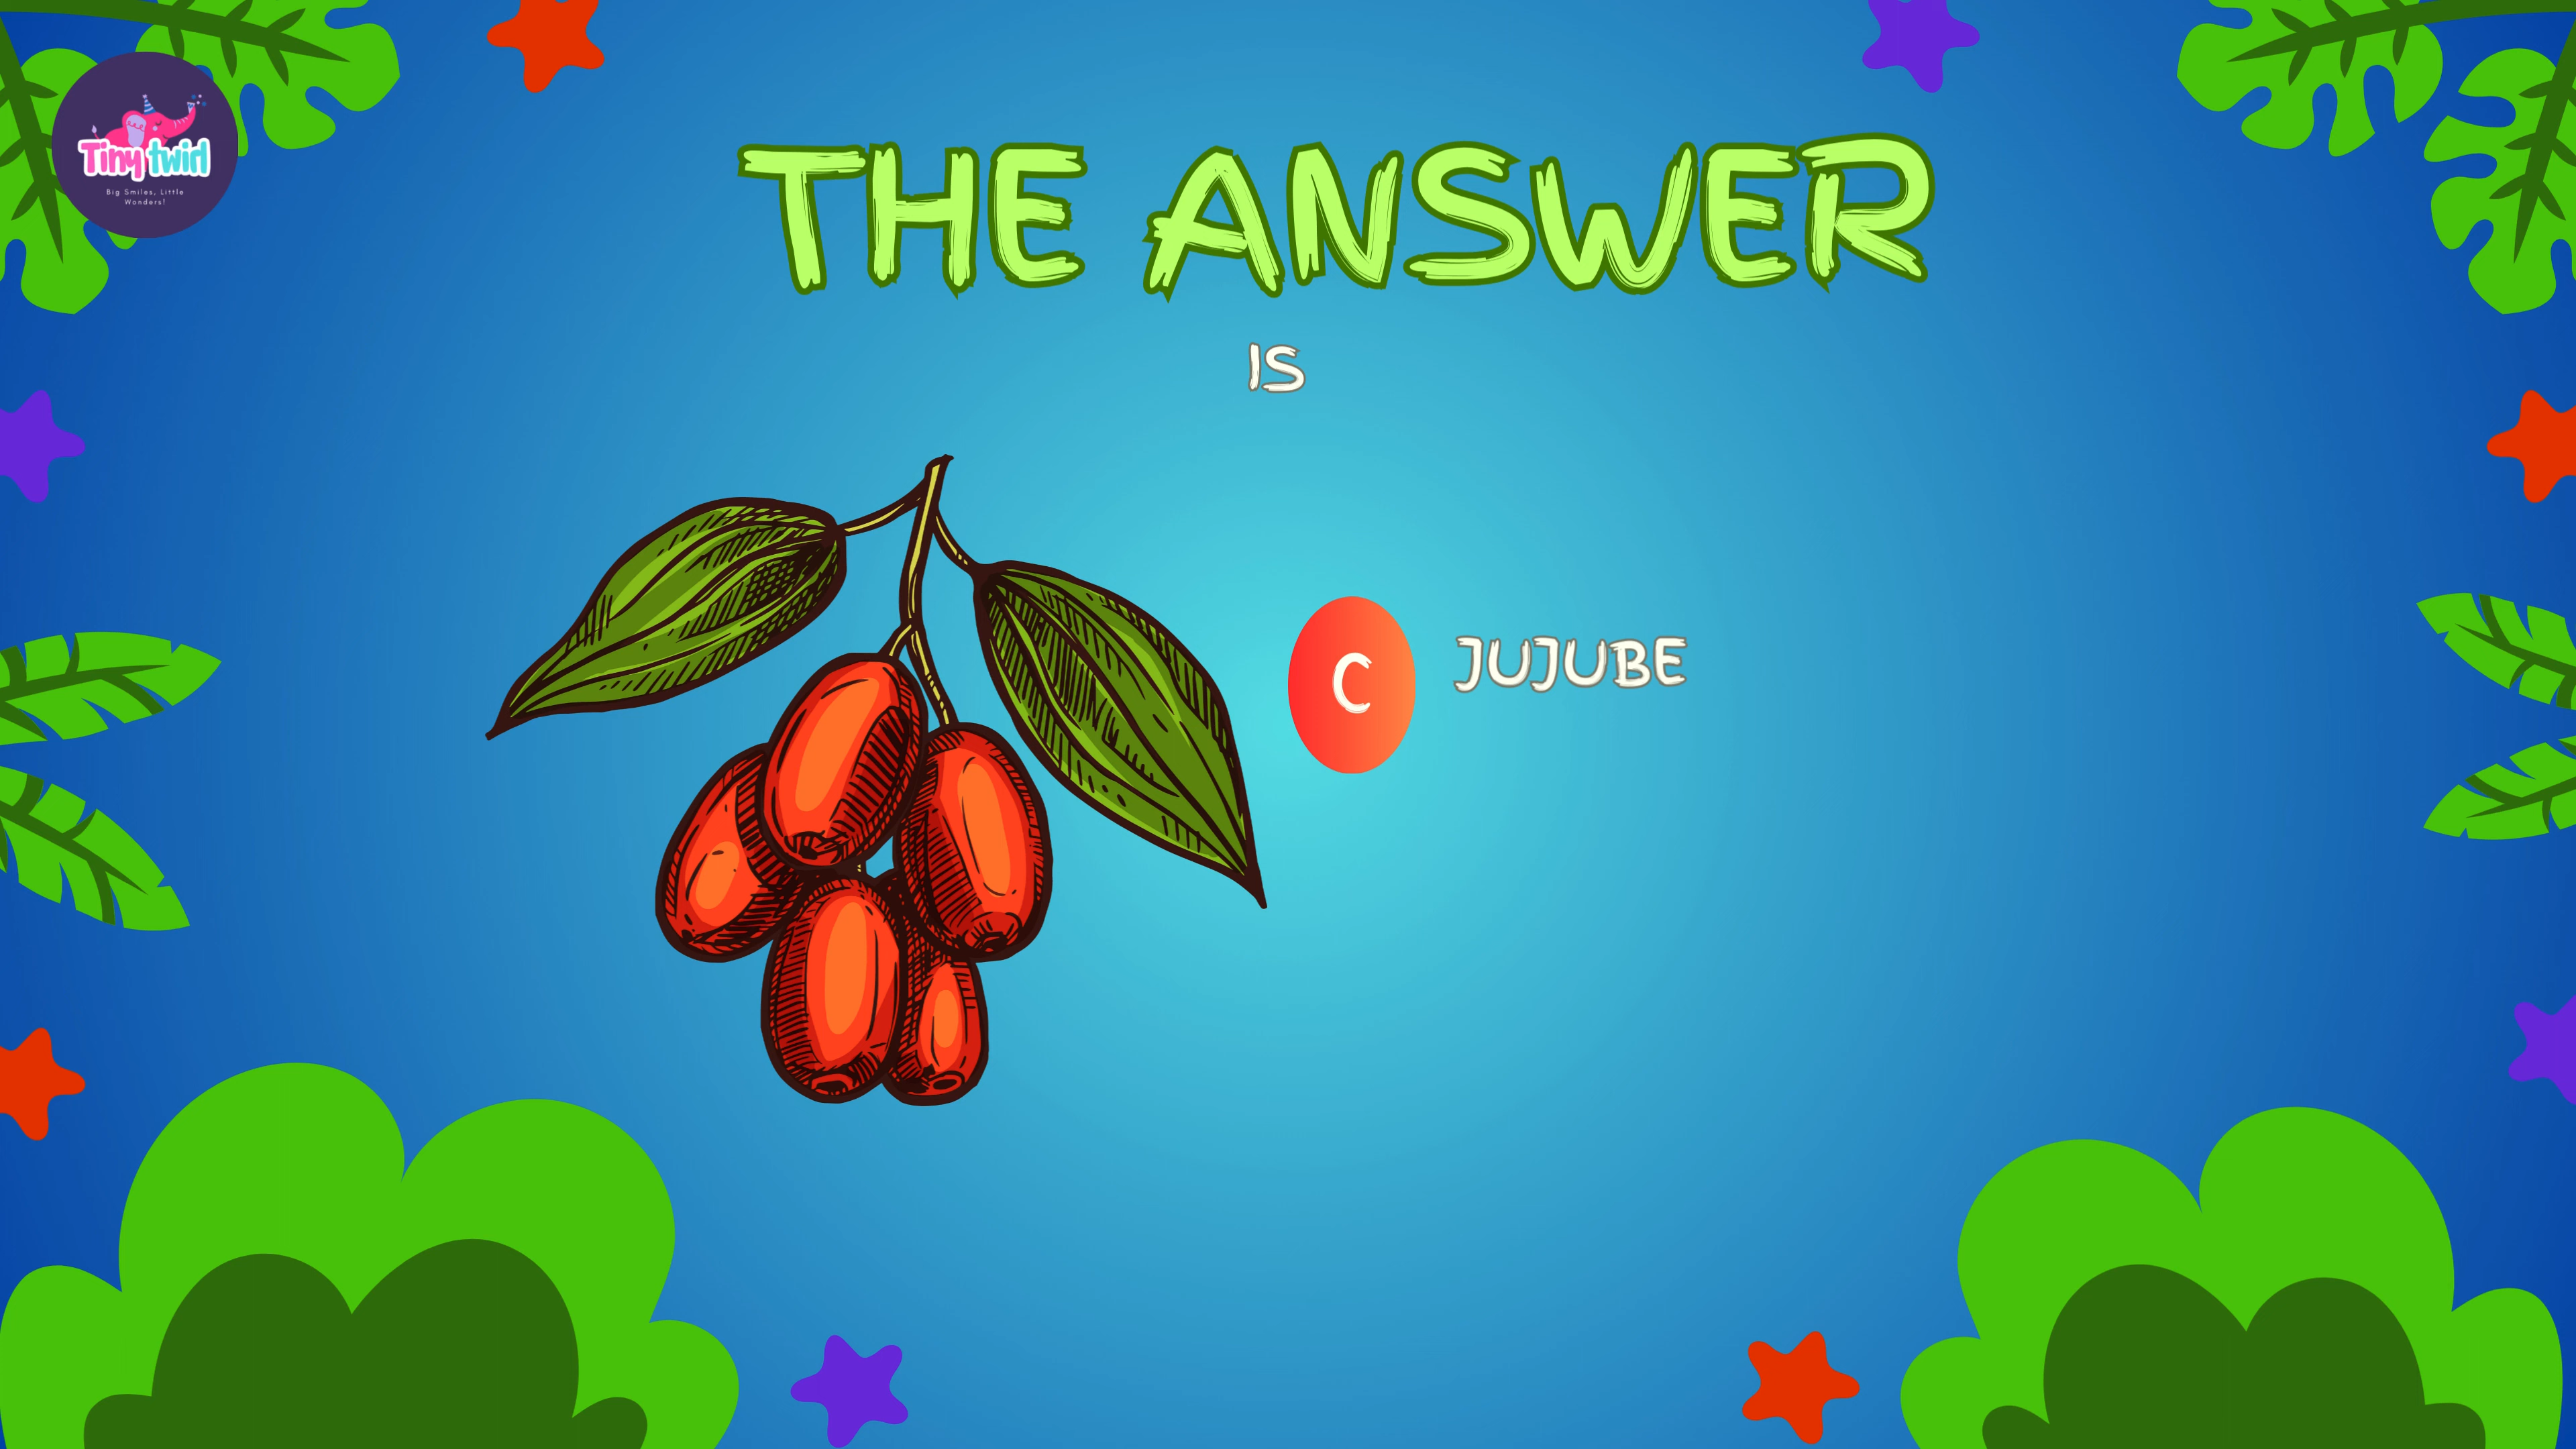 Tiny twirl
Big Smiles, Little
Wonders!
THE ANSWER
IS
C
JUJUBE